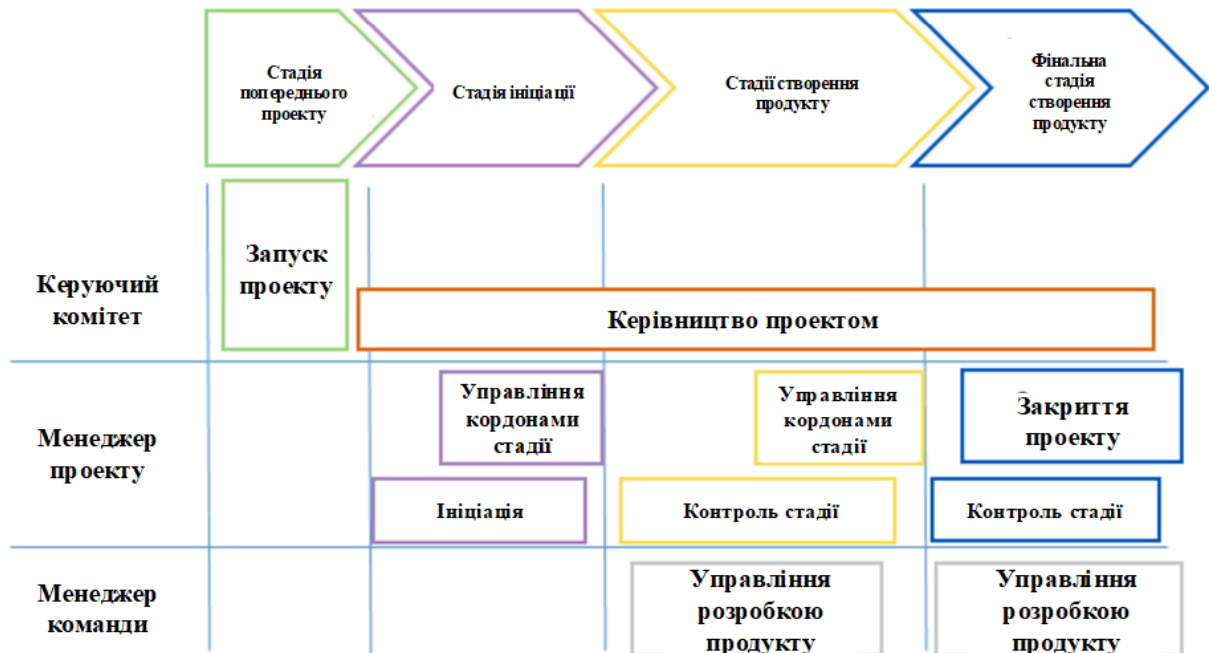 Стадія
попереднього
проекту
Стадія ініціації
Стадії створення
продукту
Фінальна
стадія
створення
продукту
Керуючий
комітет
Запуск
проекту
Керівництво проектом
Менеджер
проекту
Управління
кордонами
стадії
Управління
кордонами
стадії
Закриття
проекту
Ініціація
Контроль стадії
Контроль стадії
Менеджер
команди
Управління
розробкою
продукту
Управління
розробкою
продукту